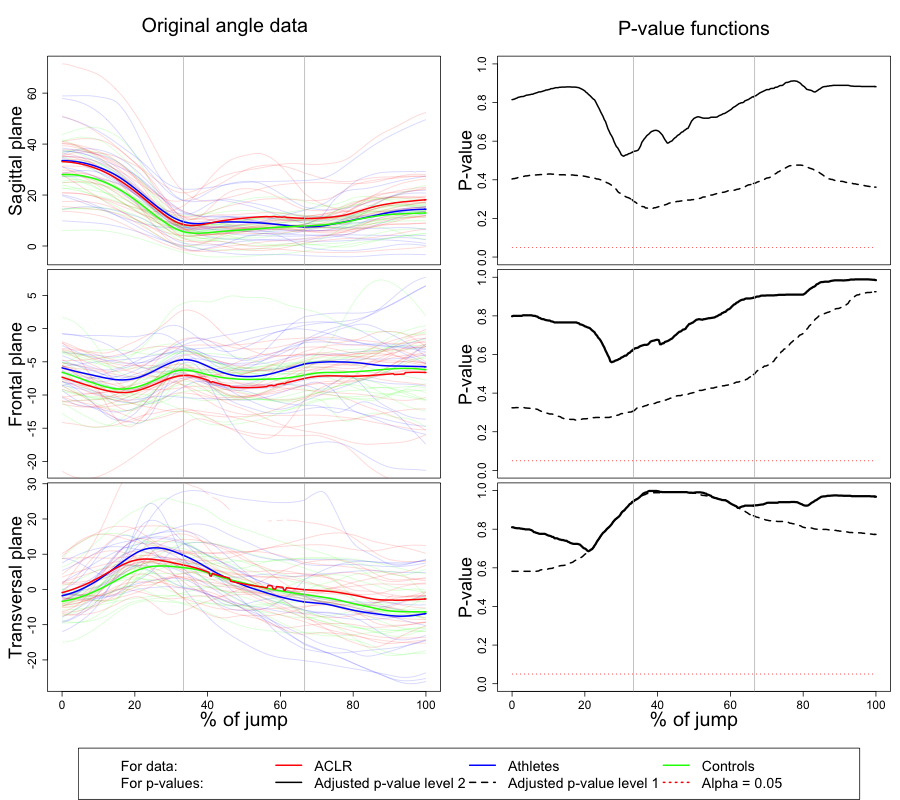 Original angle data
P-value functions
Sagittal plane
0 20 40 60
P-value
0.0 0.2 0.4 0.6 0.8 1.0
Frontal plane
-20 -15 -10 -5 0 5
P-value
0.0 0.2 0.4 0.6 0.8 1.0
Transversal plane
-20 -10 0 10 20 30
P-value
0.0 0.2 0.4 0.6 0.8 1.0
0 20 40 60 80 100
0 20 40 60 80 100
% of jump
% of jump
For data: ACLR Athletes Controls
For p-values: Adjusted p-value level 2 Adjusted p-value level 1 Alpha = 0.05